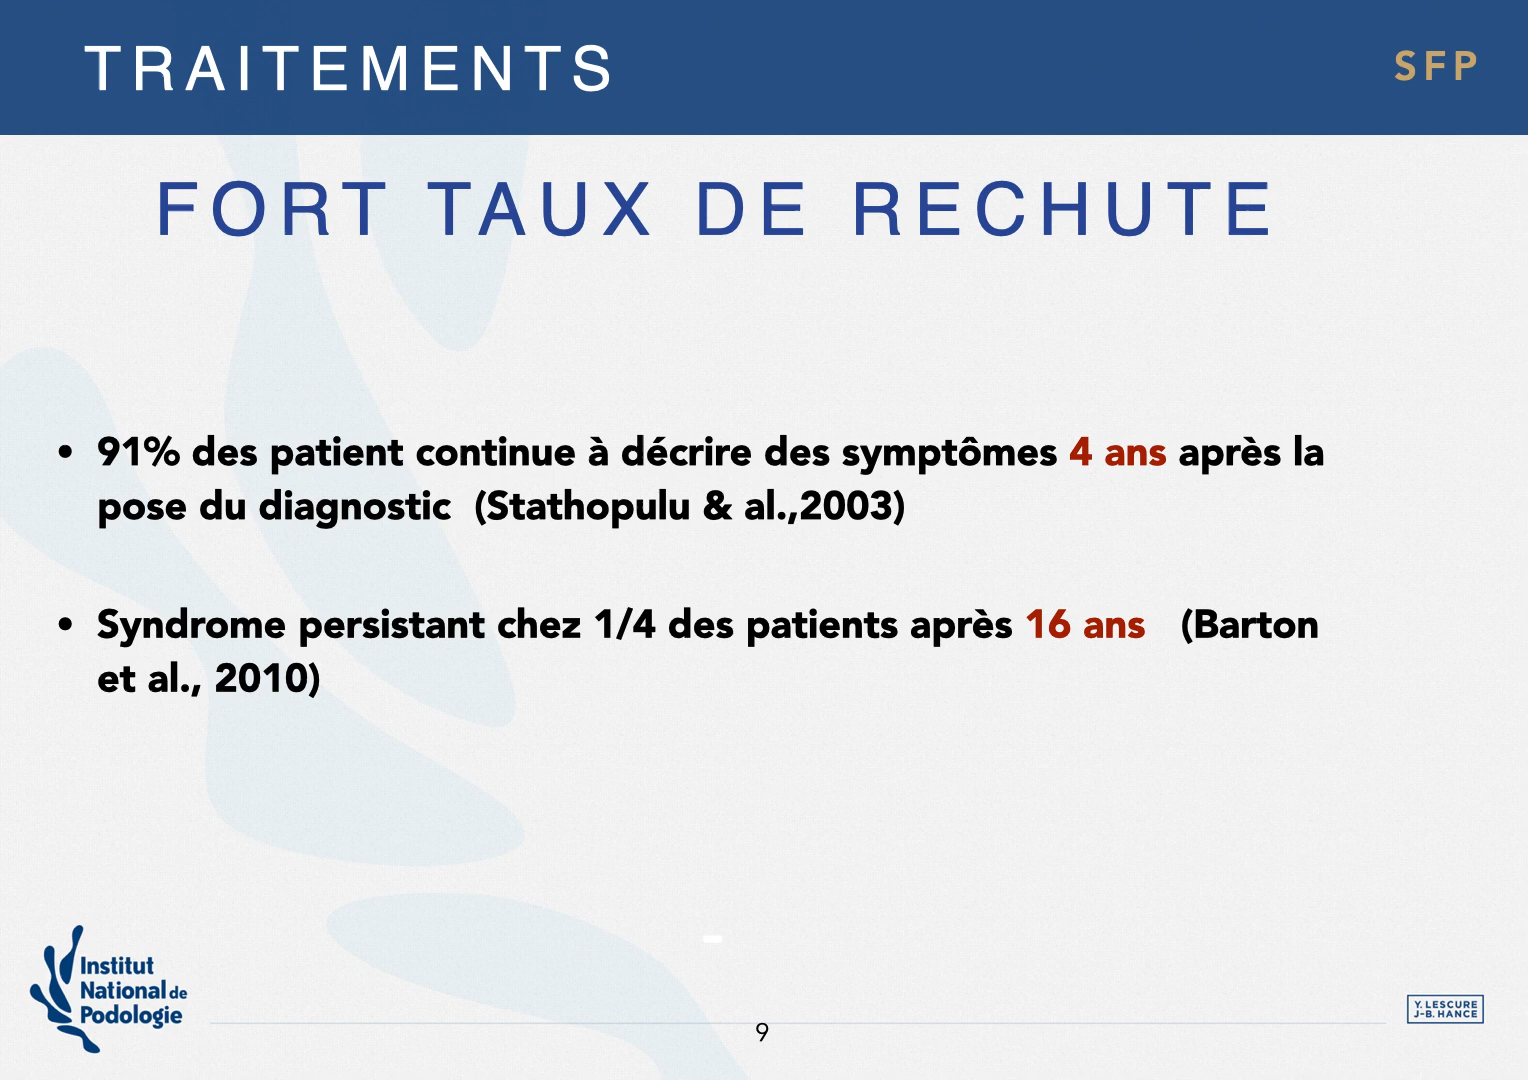 TRAITEMENTS
SFP
FORT TAUX DE RECHUTE
• 91% des patient continue à décrire des symptômes 4 ans après la
pose du diagnostic (Stathopulu & al.,2003)
• Syndrome persistant chez 1/4 des patients après 16 ans (Barton
et al., 2010)
-
Institut
National de
Podologie
9
Y. LESCURE
J-B. HANCE